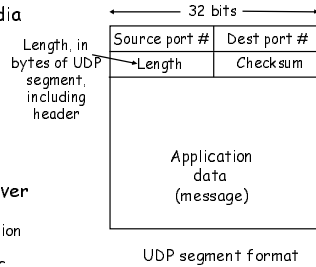 dia
32 bits
Source port # Dest port #
Length, in
bytes of UDP
segment,
including
header
Length Checksum
Application
data
(message)
ver
ion
UDP segment format